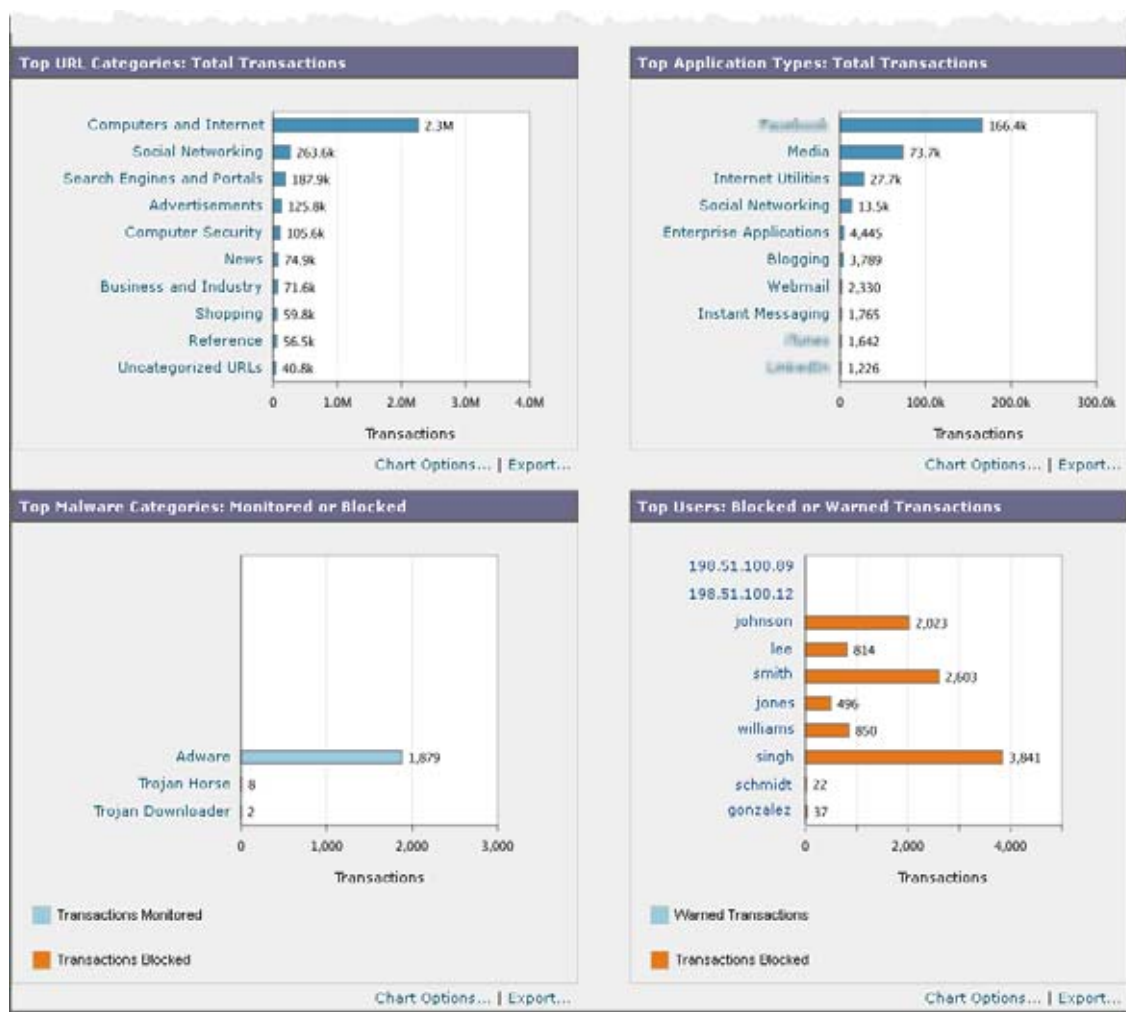 Top URL Categories: Total Transactions
Computers and Internet 2.3M
Social Networking 263.6k
Search Engines and Portals 187.9k
Advertisements 125.8k
Computer Security 105.6k
News 74.9k
Business and Industry 71.6k
Shopping 59.8k
Reference 56.5k
Uncategorized URLs 40.8k
0 1.0M 2.0M 3.0M 4.0M
Transactions
Chart Options... | Export...
Top Application Types: Total Transactions
Facebook 166.4k
Media 73.7k
Internet Utilities 27.7k
Social Networking 13.5k
Enterprise Applications 4,445
Blogging 3,789
Webmail 2,330
Instant Messaging 1,765
iTunes 1,642
LinkedIn 1,226
0 100.0k 200.0k 300.0k
Transactions
Chart Options... | Export...
Top Malware Categories: Monitored or Blocked
Adware 1,879
Trojan Horse 8
Trojan Downloader 2
0 1,000 2,000 3,000
Transactions
Transactions Monitored
Transactions Blocked
Chart Options... | Export...
Top Users: Blocked or Warned Transactions
198.51.100.89
198.51.100.12
johnson 2,023
lee 814
smith 2,603
jones 496
williams 850
singh 3,841
schmidt 22
gonzalez 37
0 2,000 4,000
Transactions
Warned Transactions
Transactions Blocked
Chart Options... | Export...